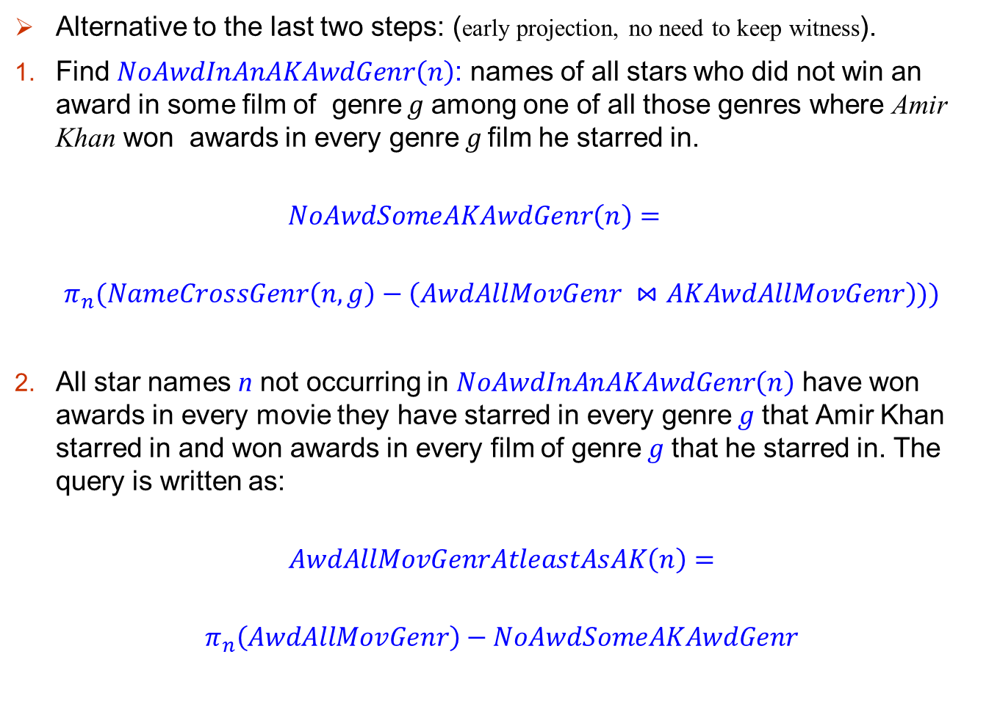 ➢ Alternative to the last two steps: (early projection, no need to keep witness).
1. Find NoAwdInAnAKAwdGenr(n): names of all stars who did not win an
award in some film of genre g among one of all those genres where Amir
Khan won awards in every genre g film he starred in.
NoAwdSomeAKAwdGenr(n) =
πₙ(NameCrossGenr(n, g) − (AwdAllMovGenr ⋈ AKAwdAllMovGenr)))
2. All star names n not occurring in NoAwdInAnAKAwdGenr(n) have won
awards in every movie they have starred in every genre g that Amir Khan
starred in and won awards in every film of genre g that he starred in. The
query is written as:
AwdAllMovGenrAtleastAsAK(n) =
πₙ(AwdAllMovGenr) − NoAwdSomeAKAwdGenr